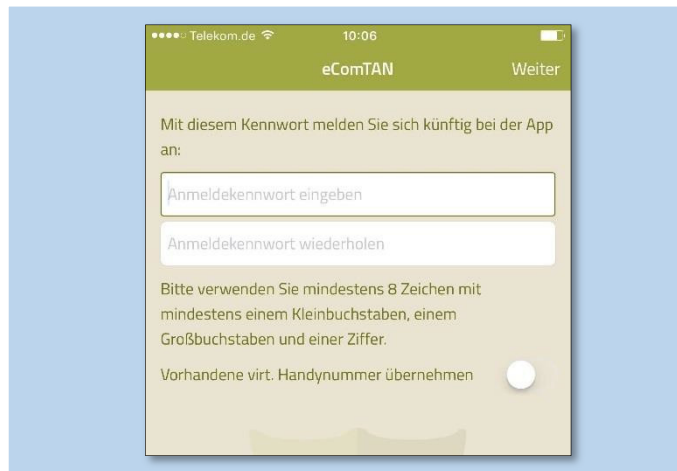 Telekom.de 10:06
eComTAN Weiter
Mit diesem Kennwort melden Sie sich künftig bei der App
an:
Anmeldekennwort eingeben
Anmeldekennwort wiederholen
Bitte verwenden Sie mindestens 8 Zeichen mit
mindestens einem Kleinbuchstaben, einem
Großbuchstaben und einer Ziffer.
Vorhandene virt. Handynummer übernehmen